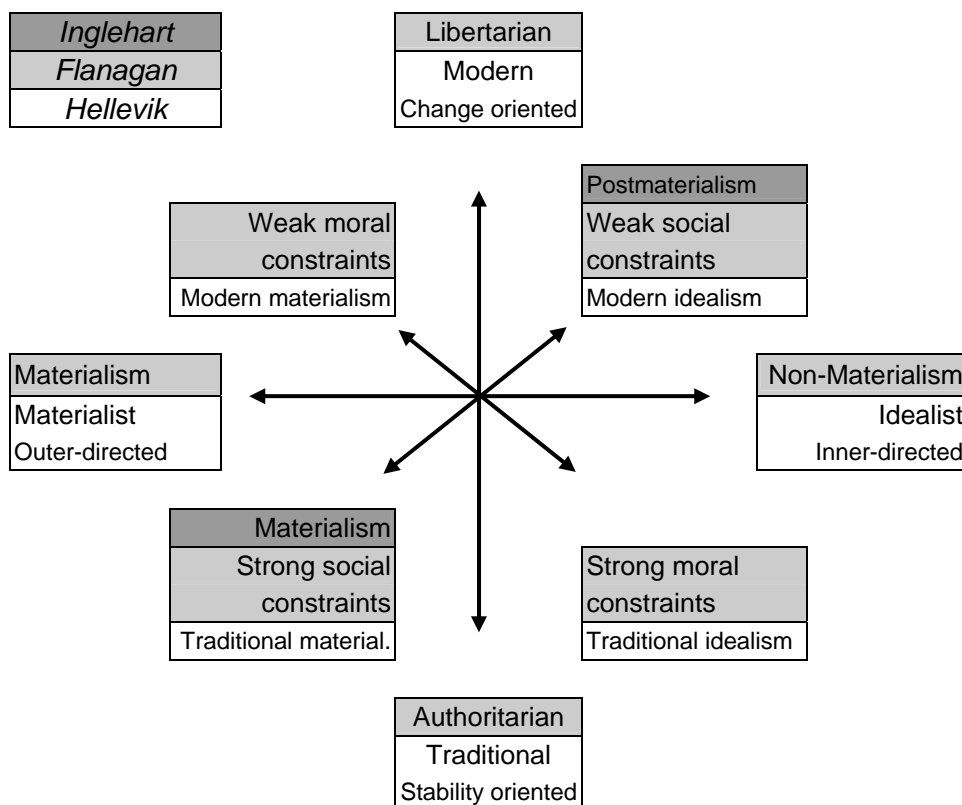 Inglehart
Flanagan
Hellevik
Libertarian
Modern
Change oriented
Postmaterialism
Weak social
constraints
Modern idealism
Weak moral
constraints
Modern materialism
Materialism
Materialist
Outer-directed
Non-Materialism
Idealist
Inner-directed
Materialism
Strong social
constraints
Traditional material.
Strong moral
constraints
Traditional idealism
Authoritarian
Traditional
Stability oriented